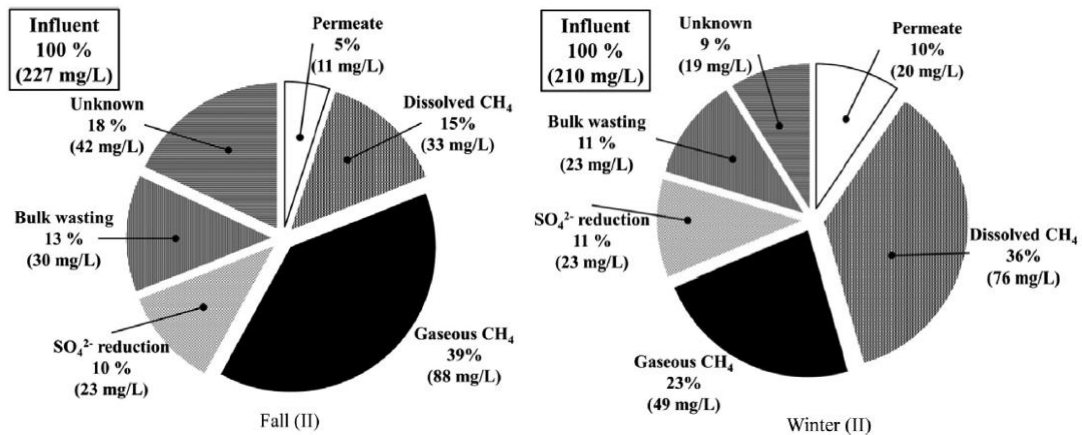 Influent
100 %
(227 mg/L)
Permeate
5%
(11 mg/L)
Dissolved CH₄
15%
(33 mg/L)
Unknown
18 %
(42 mg/L)
Bulk wasting
13 %
(30 mg/L)
SO₄²⁻ reduction
10 %
(23 mg/L)
Gaseous CH₄
39%
(88 mg/L)
Fall (II)
Influent
100 %
(210 mg/L)
Unknown
9 %
(19 mg/L)
Permeate
10%
(20 mg/L)
Bulk wasting
11 %
(23 mg/L)
SO₄²⁻ reduction
11 %
(23 mg/L)
Dissolved CH₄
36%
(76 mg/L)
Gaseous CH₄
23%
(49 mg/L)
Winter (II)